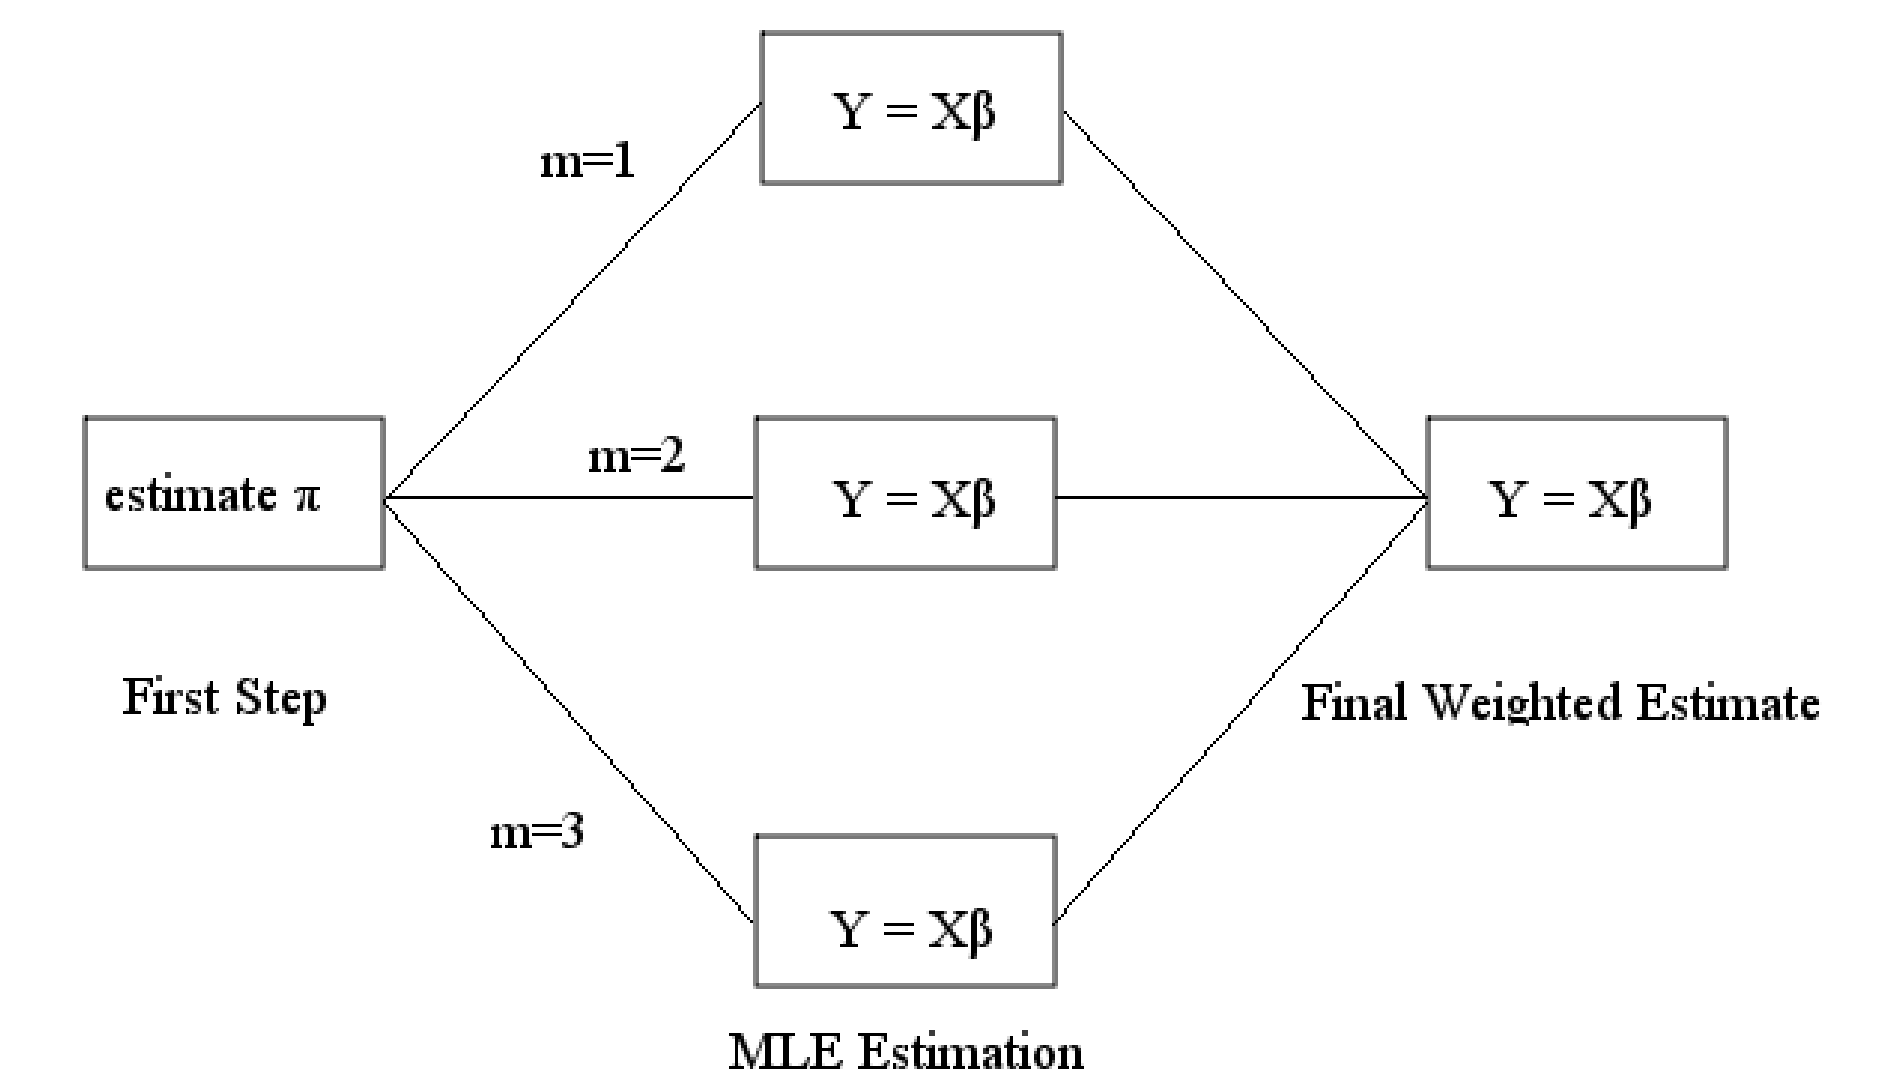 Y = Xβ
m=1
m=2
estimate π
Y = Xβ
Y = Xβ
First Step
Final Weighted Estimate
m=3
Y = Xβ
MLE Estimation